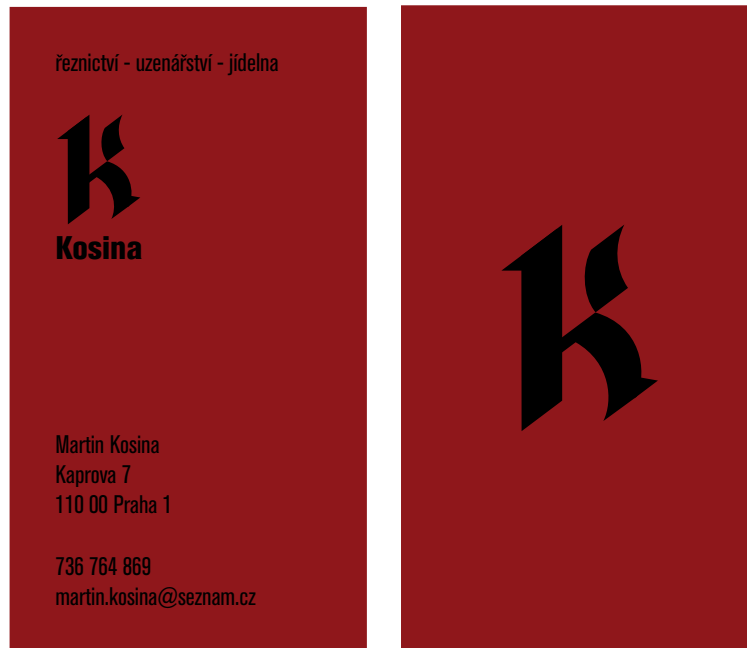 řeznictví - uzenářství - jídelna
K
Kosina
Martin Kosina
Kaprova 7
110 00 Praha 1
736 764 869
martin.kosina@seznam.cz
K